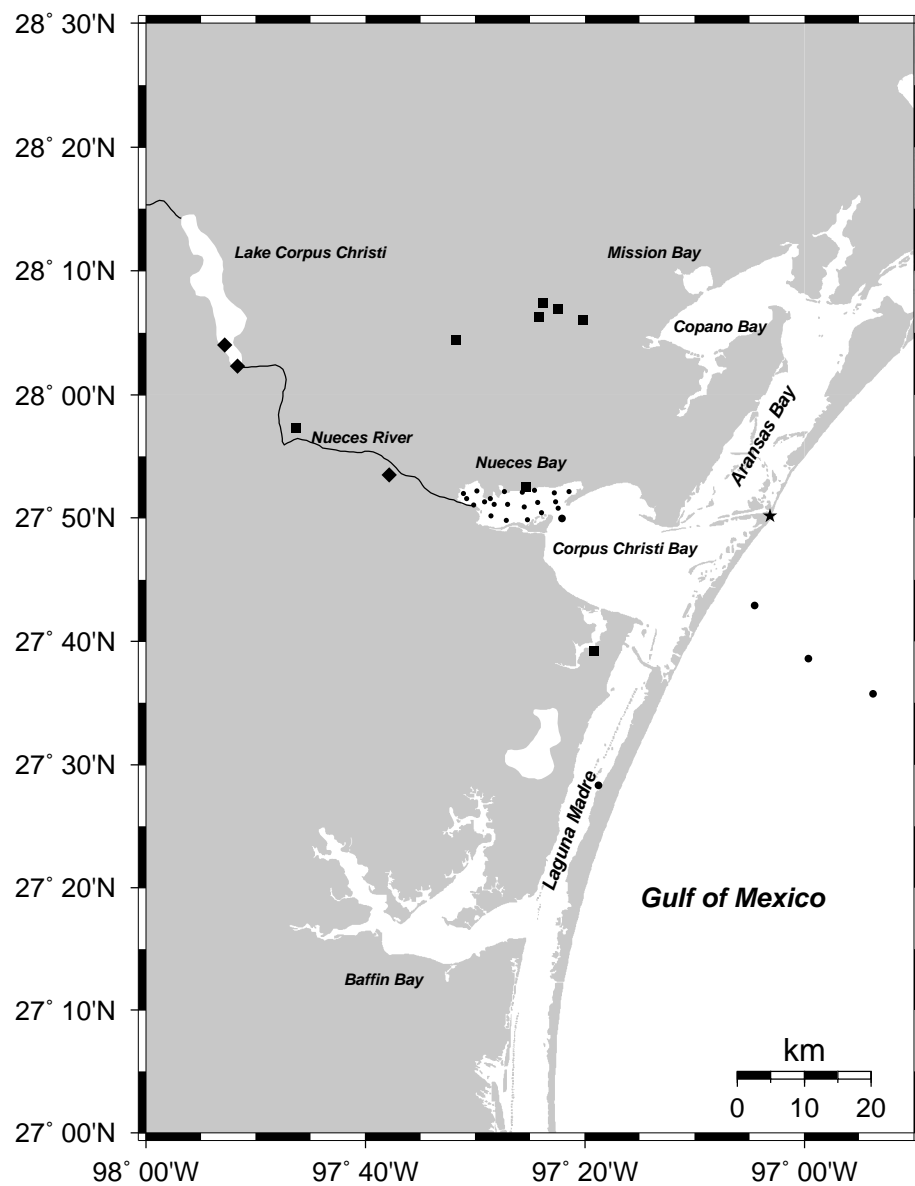 28° 30'N
28° 20'N
28° 10'N
28° 00'N
27° 50'N
27° 40'N
27° 30'N
27° 20'N
27° 10'N
27° 00'N
Lake Corpus Christi
Mission Bay
Copano Bay
Aransas Bay
Nueces River
Nueces Bay
Corpus Christi Bay
Laguna Madre
Gulf of Mexico
Baffin Bay
km
0 10 20
98° 00'W 97° 40'W 97° 20'W 97° 00'W